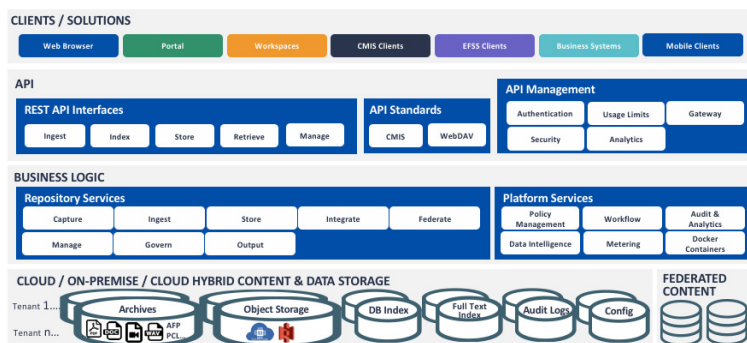 CLIENTS / SOLUTIONS
Web Browser
Portal
Workspaces
CMIS Clients
EFSS Clients
Business Systems
Mobile Clients
API
REST API Interfaces
Ingest
Index
Store
Retrieve
Manage
API Standards
CMIS
WebDAV
API Management
Authentication
Usage Limits
Gateway
Security
Analytics
BUSINESS LOGIC
Repository Services
Capture
Ingest
Store
Integrate
Federate
Manage
Govern
Output
Platform Services
Policy
Management
Workflow
Audit &
Analytics
Data Intelligence
Metering
Docker
Containers
CLOUD / ON-PREMISE / CLOUD HYBRID CONTENT & DATA STORAGE
Tenant 1...
Tenant n...
Archives
DOC
WAV
AFP
PCL...
Object Storage
DB Index
Full Text
Index
Audit Logs
Config
FEDERATED
CONTENT